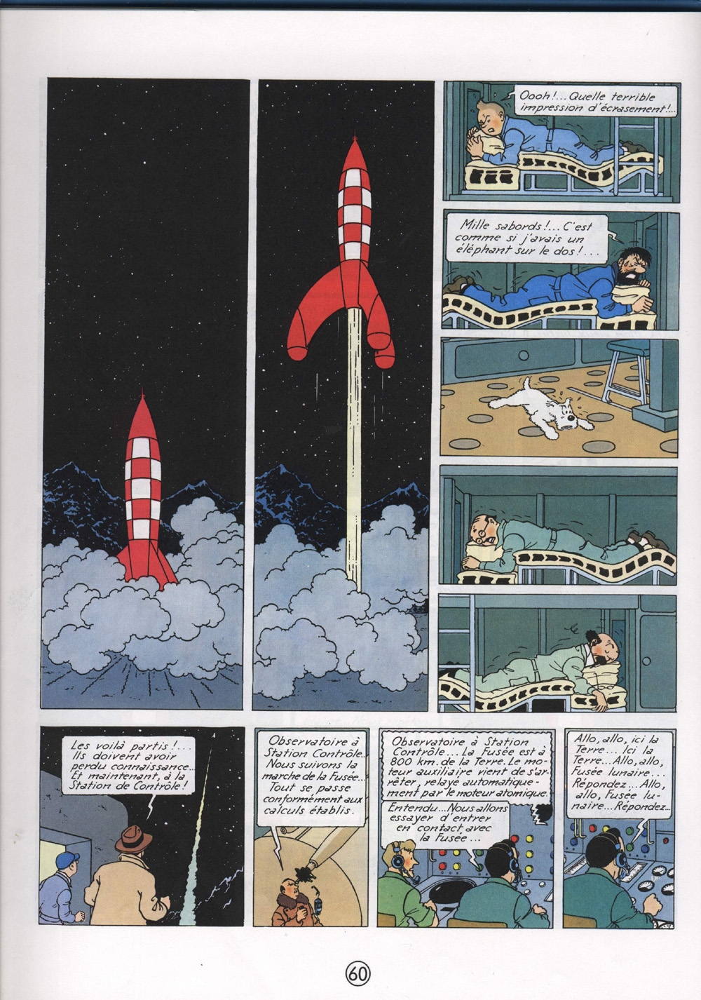 Oooh!... Quelle terrible
impression d'écrasement!...
Mille sabords!... C'est
comme si j'avais un
éléphant sur le dos!...
Les voilà partis!...
Ils doivent avoir
perdu connaissance...
Et maintenant, à la
Station de Contrôle!
Observatoire à
Station Contrôle...
Nous suivons la
marche de la Fusée...
Tout se passe
conformément aux
calculs établis.
Observatoire à Station
Contrôle... La Fusée est à
800 km. de la Terre. Le mo-
teur auxiliaire vient de s'ar-
rêter, relayé automatique-
ment par le moteur atomique.
Entendu... Nous allons
essayer d'entrer
en contact avec
la Fusée...
Allo, allo, ici la
Terre... Ici la
Terre... Allo, allo,
Fusée lunaire...
Répondez... Allo,
allo, Fusée lu-
naire... Répondez...
60